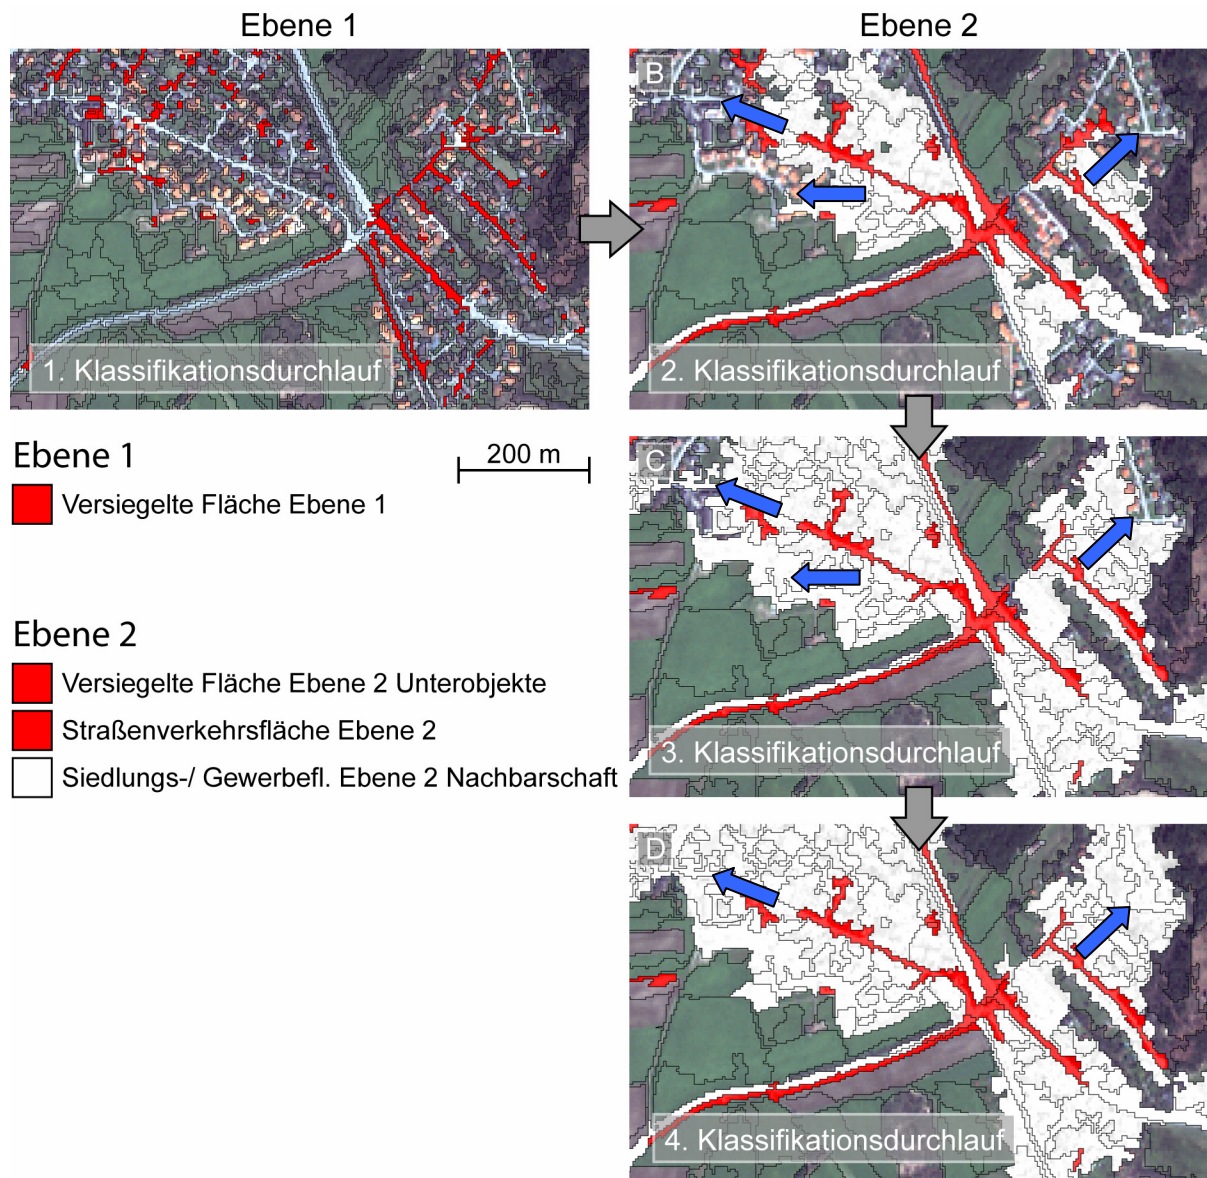 Ebene 1
Ebene 2
B
1. Klassifikationsdurchlauf
2. Klassifikationsdurchlauf
Ebene 1
200 m
Versiegelte Fläche Ebene 1
C
3. Klassifikationsdurchlauf
Ebene 2
Versiegelte Fläche Ebene 2 Unterobjekte
Straßenverkehrsfläche Ebene 2
Siedlungs-/ Gewerbefl. Ebene 2 Nachbarschaft
D
4. Klassifikationsdurchlauf